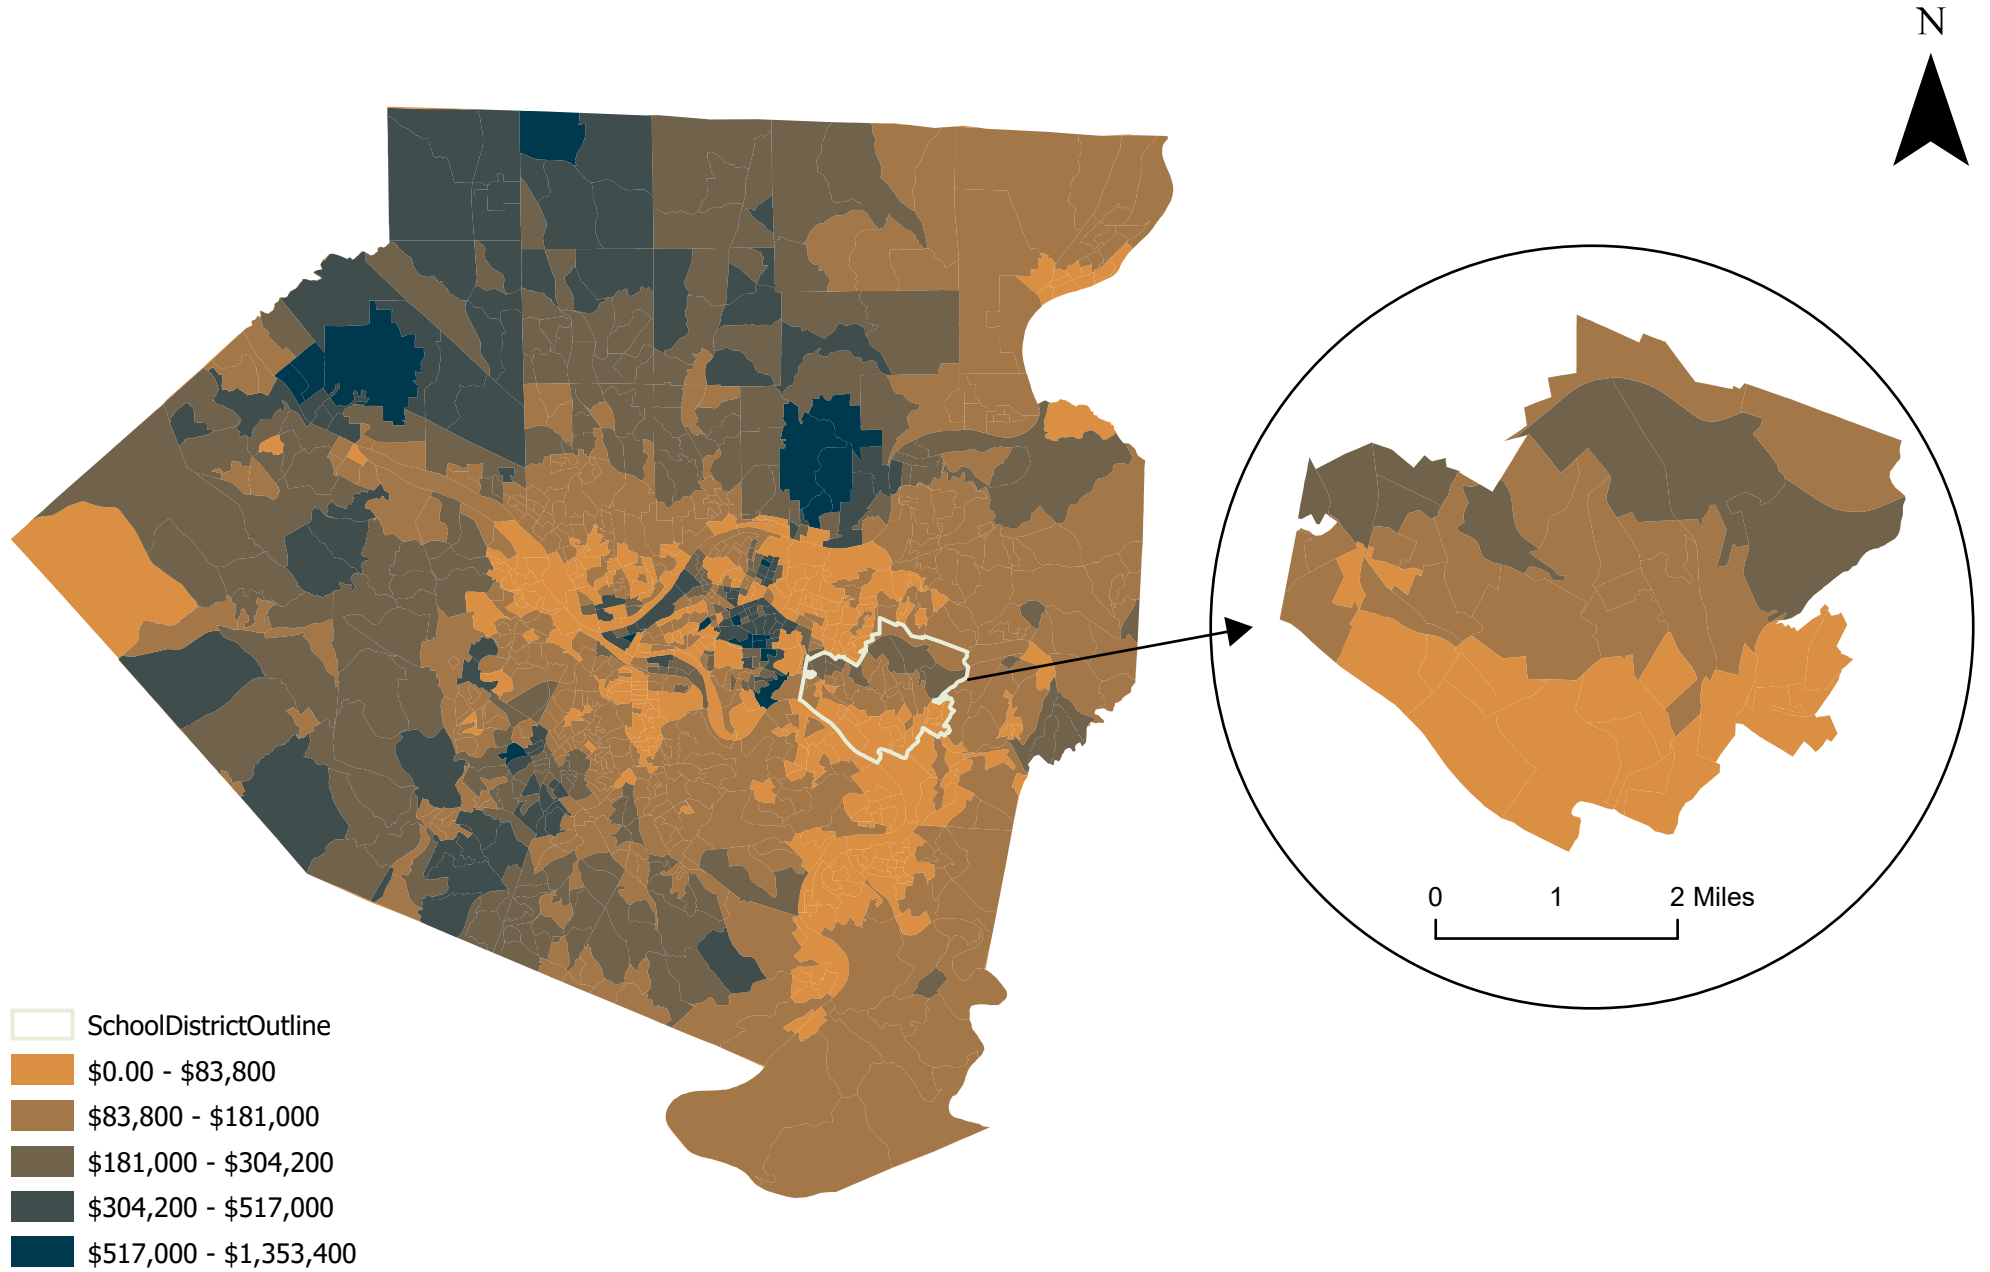 N
0 1 2 Miles
SchoolDistrictOutline
$0.00 - $83,800
$83,800 - $181,000
$181,000 - $304,200
$304,200 - $517,000
$517,000 - $1,353,400